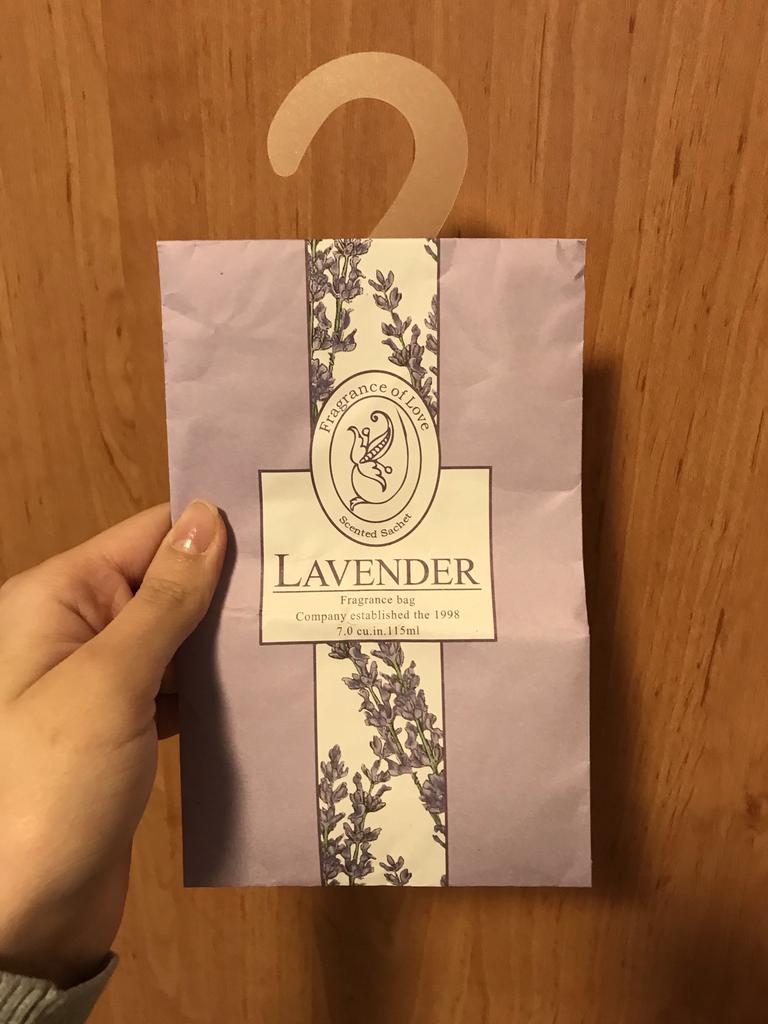 Fragrance of Love
Scented Sachet
LAVENDER
Fragrance bag
Company established the 1998
7.0 cu.in.115ml